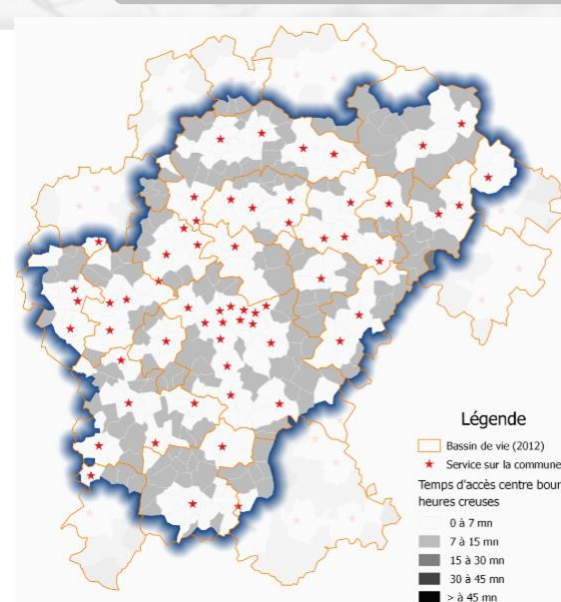 Légende
Bassin de vie (2012)
Service sur la commune
Temps d'accès centre bour
heures creuses
0 à 7 mn
7 à 15 mn
15 à 30 mn
30 à 45 mn
> à 45 mn